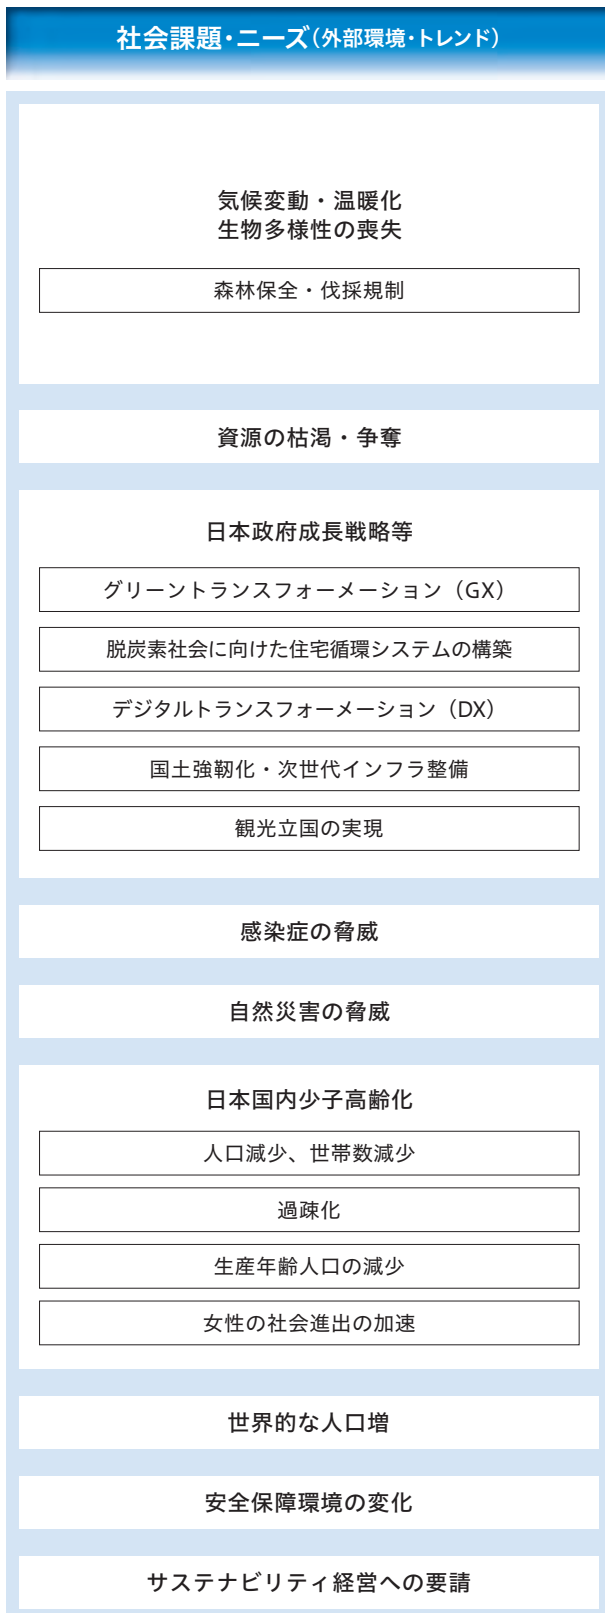 社会課題・ニーズ（外部環境・トレンド）
気候変動・温暖化
生物多様性の喪失
森林保全・伐採規制
資源の枯渇・争奪
日本政府成長戦略等
グリーントランスフォーメーション（GX）
脱炭素社会に向けた住宅循環システムの構築
デジタルトランスフォーメーション（DX）
国土強靭化・次世代インフラ整備
観光立国の実現
感染症の脅威
自然災害の脅威
日本国内少子高齢化
人口減少、世帯数減少
過疎化
生産年齢人口の減少
女性の社会進出の加速
世界的な人口増
安全保障環境の変化
サステナビリティ経営への要請